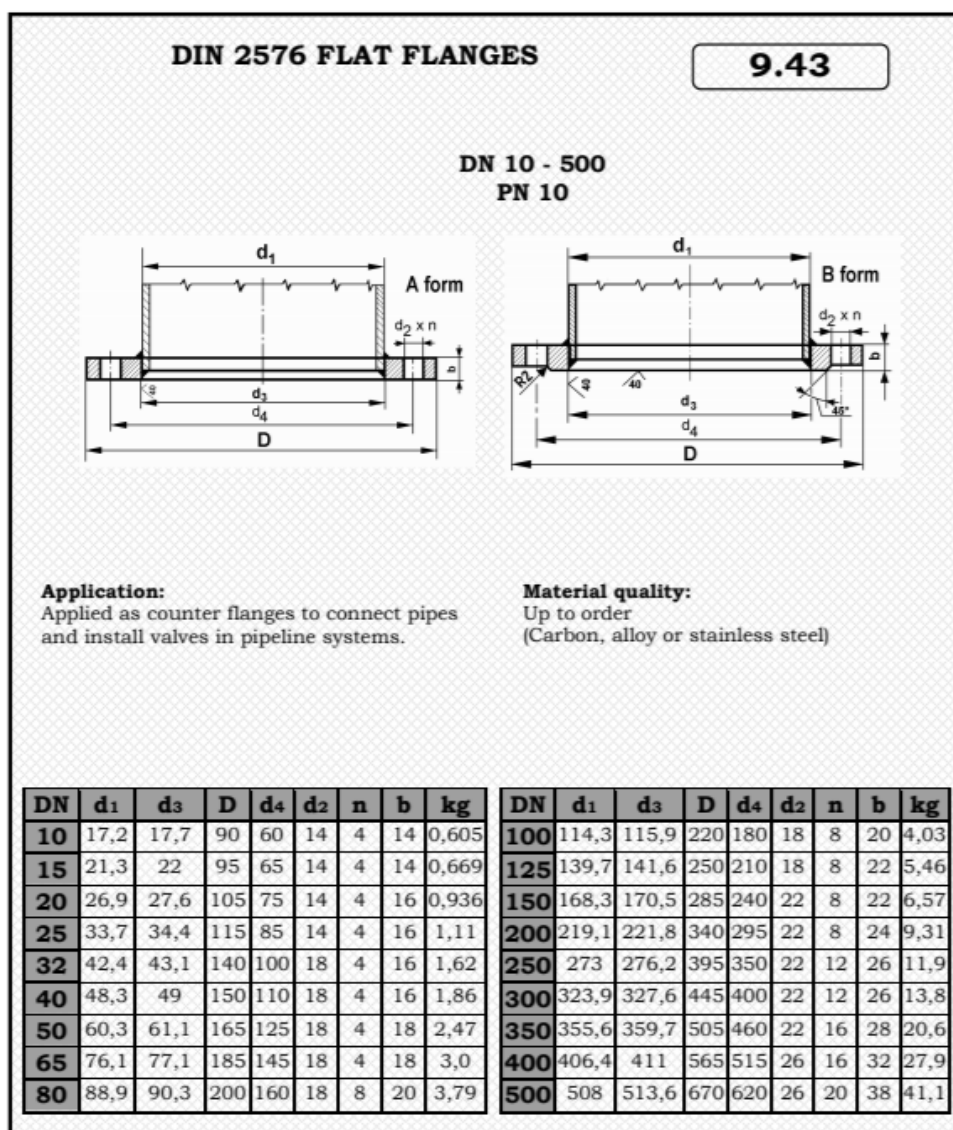 DIN 2576 FLAT FLANGES
9.43
DN 10 - 500
PN 10
d1
A form
d2 x n
b
40
d3
d4
D
d1
B form
d2 x n
b
R2
40
40
d3
45°
d4
D
Application:
Applied as counter flanges to connect pipes
and install valves in pipeline systems.
Material quality:
Up to order
(Carbon, alloy or stainless steel)
DN d1 d3 D d4 d2 n b kg
10 17,2 17,7 90 60 14 4 14 0,605
15 21,3 22 95 65 14 4 14 0,669
20 26,9 27,6 105 75 14 4 16 0,936
25 33,7 34,4 115 85 14 4 16 1,11
32 42,4 43,1 140 100 18 4 16 1,62
40 48,3 49 150 110 18 4 16 1,86
50 60,3 61,1 165 125 18 4 18 2,47
65 76,1 77,1 185 145 18 4 18 3,0
80 88,9 90,3 200 160 18 8 20 3,79
DN d1 d3 D d4 d2 n b kg
100 114,3 115,9 220 180 18 8 20 4,03
125 139,7 141,6 250 210 18 8 22 5,46
150 168,3 170,5 285 240 22 8 22 6,57
200 219,1 221,8 340 295 22 8 24 9,31
250 273 276,2 395 350 22 12 26 11,9
300 323,9 327,6 445 400 22 12 26 13,8
350 355,6 359,7 505 460 22 16 28 20,6
400 406,4 411 565 515 26 16 32 27,9
500 508 513,6 670 620 26 20 38 41,1